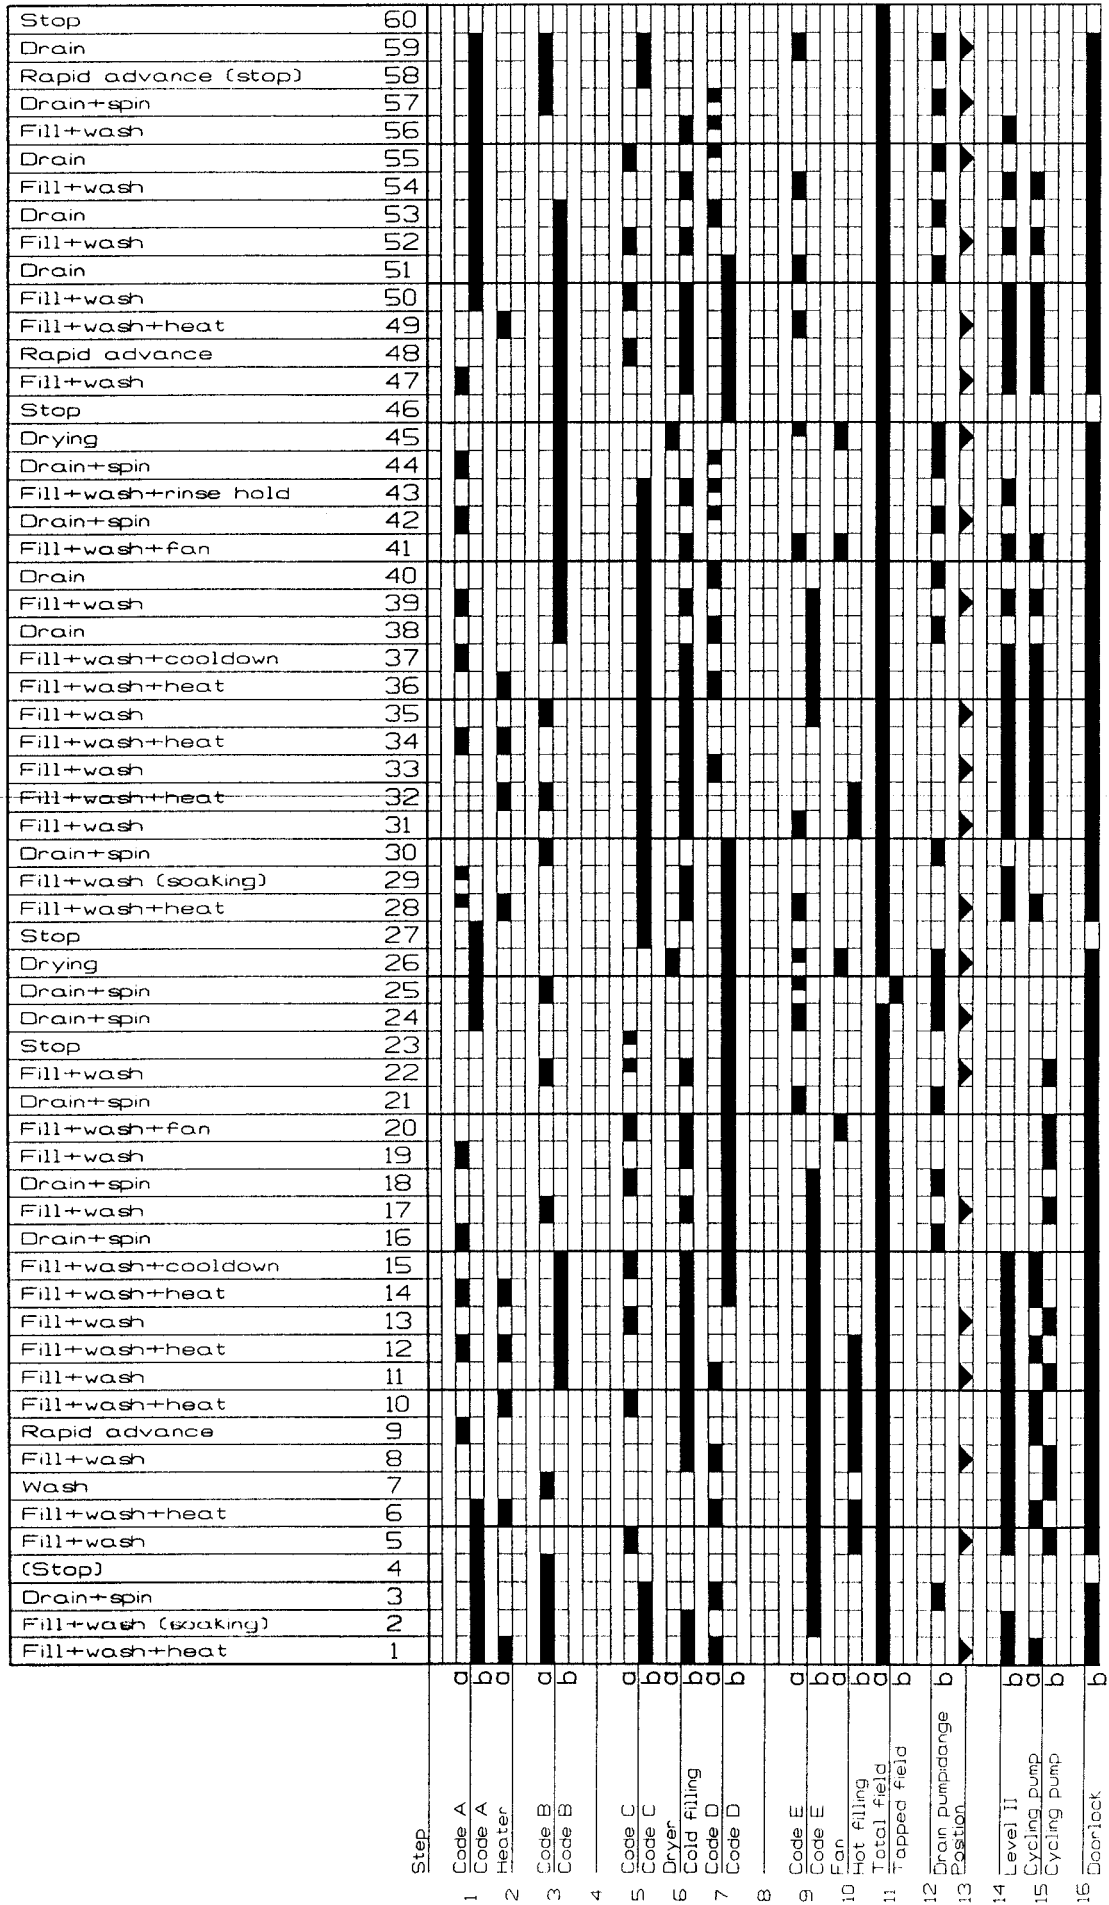 Stop 60
Drain 59
Rapid advance (stop) 58
Drain+spin 57
Fill+wash 56
Drain 55
Fill+wash 54
Drain 53
Fill+wash 52
Drain 51
Fill+wash 50
Fill+wash+heat 49
Rapid advance 48
Fill+wash 47
Stop 46
Drying 45
Drain+spin 44
Fill+wash+rinse hold 43
Drain+spin 42
Fill+wash+fan 41
Drain 40
Fill+wash 39
Drain 38
Fill+wash+cooldown 37
Fill+wash+heat 36
Fill+wash 35
Fill+wash+heat 34
Fill+wash 33
Fill+wash+heat 32
Fill+wash 31
Drain+spin 30
Fill+wash (soaking) 29
Fill+wash+heat 28
Stop 27
Drying 26
Drain+spin 25
Drain+spin 24
Stop 23
Fill+wash 22
Drain+spin 21
Fill+wash+fan 20
Fill+wash 19
Drain+spin 18
Fill+wash 17
Drain+spin 16
Fill+wash+cooldown 15
Fill+wash+heat 14
Fill+wash 13
Fill+wash+heat 12
Fill+wash 11
Fill+wash+heat 10
Rapid advance 9
Fill+wash 8
Wash 7
Fill+wash+heat 6
Fill+wash 5
(Stop) 4
Drain+spin 3
Fill+wash (soaking) 2
Fill+wash+heat 1
Step
1 Code A a
Code A b
2 Heater a
3 Code B a
Code B b
4
5 Code C a
Code C b
6 Dryer a
Cold filling b
7 Code D a
Code D b
8
9 Code E a
Code E b
10 Fan a
Hot filling b
11 Total field a
Tapped field b
12 Drain pumpidange b
13 Postion
14 Level II b
15 Cycling pump a
Cycling pump b
16 Doorlock b